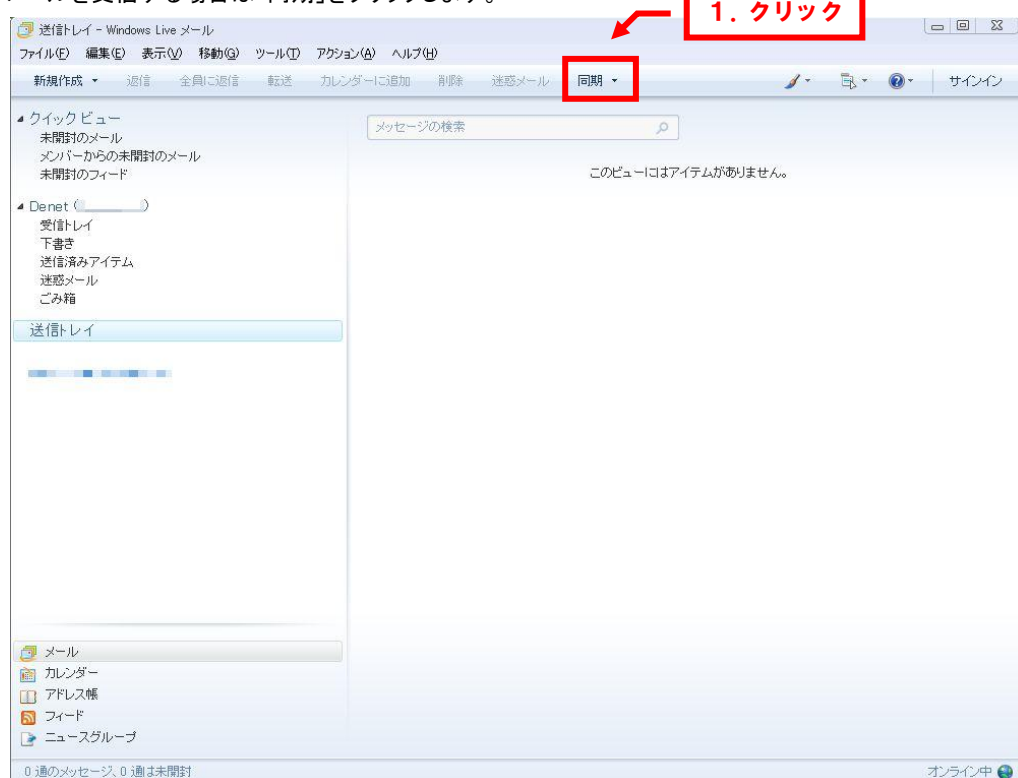 1. クリック
送信トレイ - Windows Live メール
ファイル(F) 編集(E) 表示(V) 移動(G) ツール(T) アクション(A) ヘルプ(H)
新規作成 返信 全員に返信 転送 カレンダーに追加 削除 迷惑メール 同期 サインイン
クイック ビュー
未開封のメール
メンバーからの未開封のメール
未開封のフィード
Denet ( )
受信トレイ
下書き
送信済みアイテム
迷惑メール
ごみ箱
送信トレイ
メッセージの検索
このビューにはアイテムがありません。
メール
カレンダー
アドレス帳
フィード
ニュースグループ
0 通のメッセージ、0 通は未開封
オンライン中